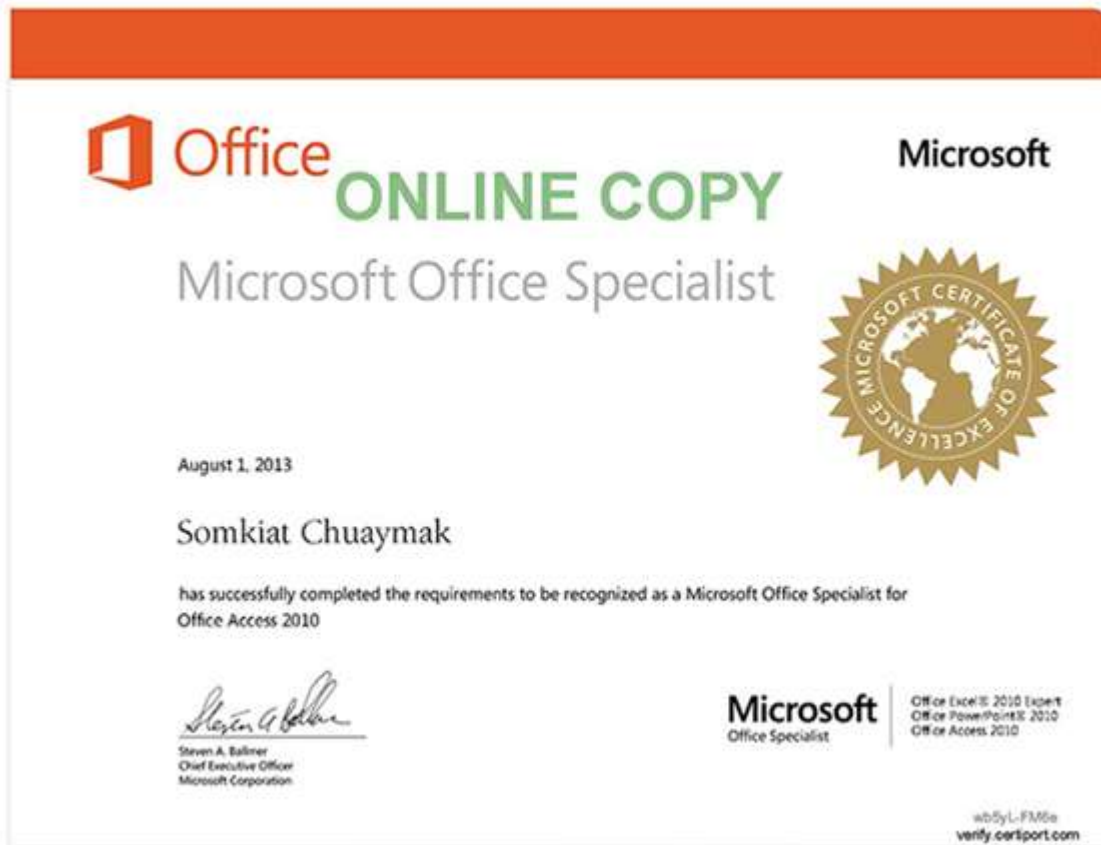 Office
Microsoft
ONLINE COPY
Microsoft Office Specialist
MICROSOFT CERTIFICATE OF EXCELLENCE
August 1, 2013
Somkiat Chuaymak
has successfully completed the requirements to be recognized as a Microsoft Office Specialist for
Office Access 2010
Steven A. Ballmer
Chief Executive Officer
Microsoft Corporation
Microsoft
Office Specialist
Office Excel® 2010 Expert
Office PowerPoint® 2010
Office Access 2010
wb5yL-FM6e
verify.certiport.com